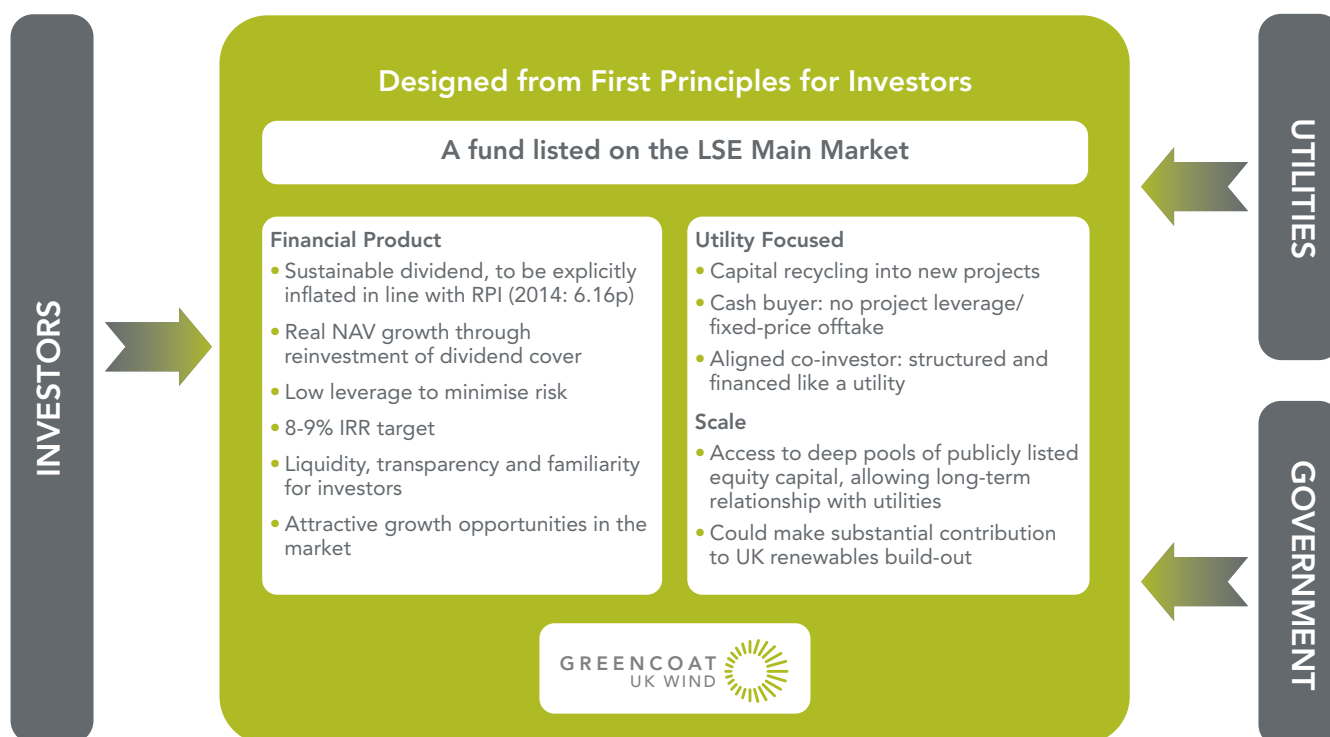 INVESTORS
Designed from First Principles for Investors
A fund listed on the LSE Main Market
Financial Product
• Sustainable dividend, to be explicitly
inflated in line with RPI (2014: 6.16p)
• Real NAV growth through
reinvestment of dividend cover
• Low leverage to minimise risk
• 8-9% IRR target
• Liquidity, transparency and familiarity
for investors
• Attractive growth opportunities in the
market
Utility Focused
• Capital recycling into new projects
• Cash buyer: no project leverage/
fixed-price offtake
• Aligned co-investor: structured and
financed like a utility
Scale
• Access to deep pools of publicly listed
equity capital, allowing long-term
relationship with utilities
• Could make substantial contribution
to UK renewables build-out
GREENCOAT
UK WIND
UTILITIES
GOVERNMENT